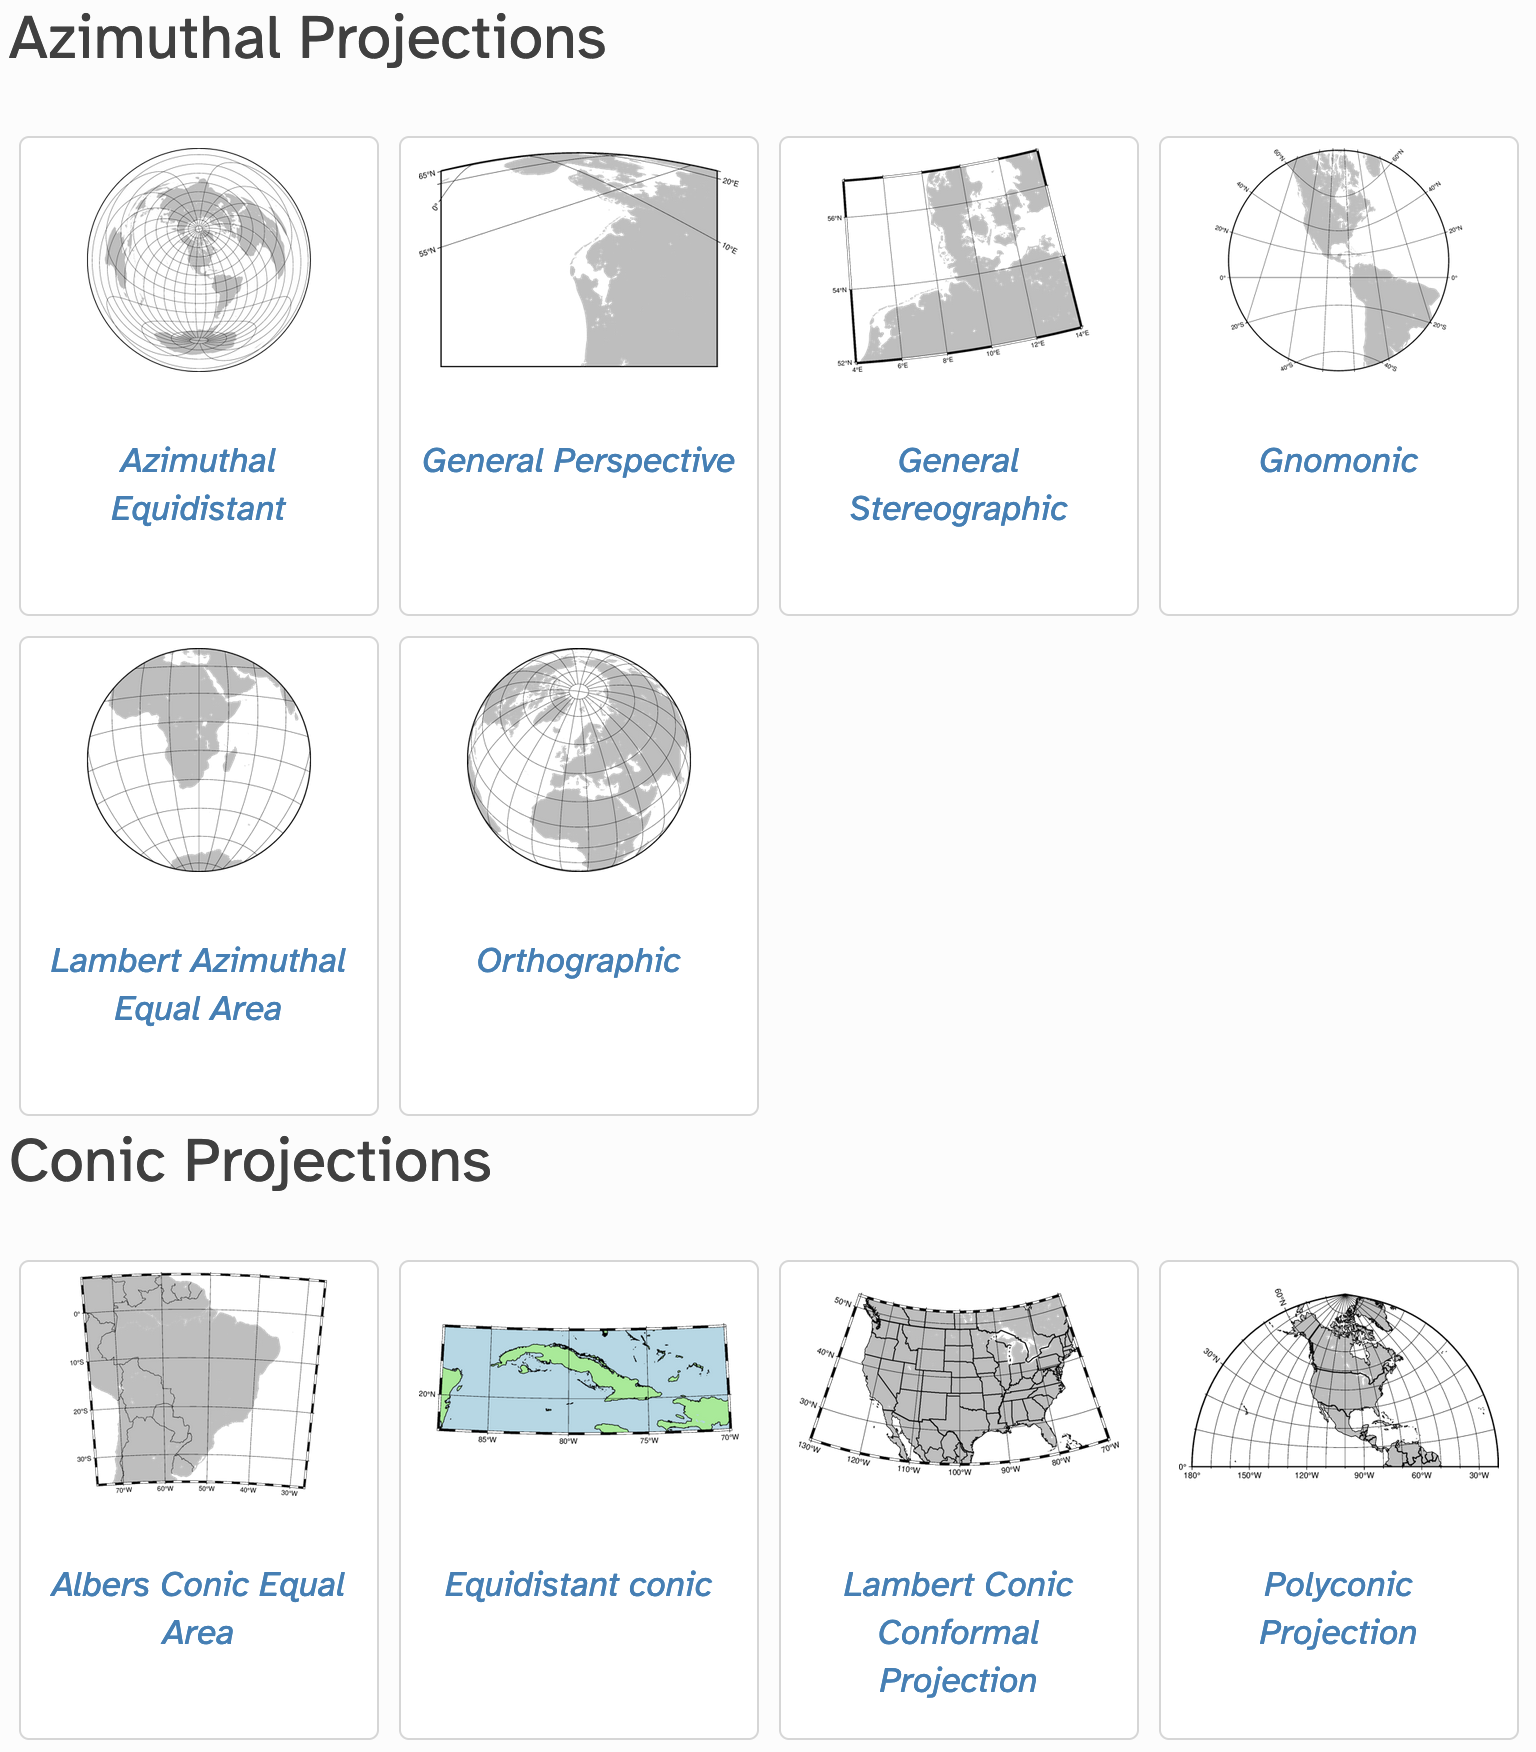 Azimuthal Projections
65°N
0°
55°N
20°E
10°E
56°N
54°N
52°N
4°E
6°E
8°E
10°E
12°E
14°E
60°N
60°N
40°N
40°N
20°N
20°N
0°
0°
20°S
20°S
40°S
40°S
Azimuthal
Equidistant
General Perspective
General
Stereographic
Gnomonic
Lambert Azimuthal
Equal Area
Orthographic
Conic Projections
0°
10°S
20°S
30°S
70°W
60°W
50°W
40°W
30°W
20°N
85°W
80°W
75°W
70°W
50°N
40°N
30°N
130°W
120°W
110°W
100°W
90°W
80°W
70°W
60°N
30°N
0°
180°
150°W
120°W
90°W
60°W
30°W
Albers Conic Equal
Area
Equidistant conic
Lambert Conic
Conformal
Projection
Polyconic
Projection